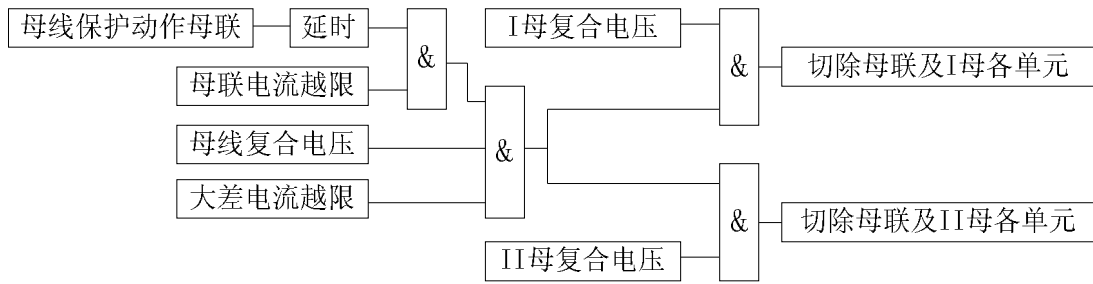 母线保护动作母联
延时
I母复合电压
&
&
切除母联及I母各单元
母联电流越限
母线复合电压
&
大差电流越限
&
切除母联及II母各单元
II母复合电压